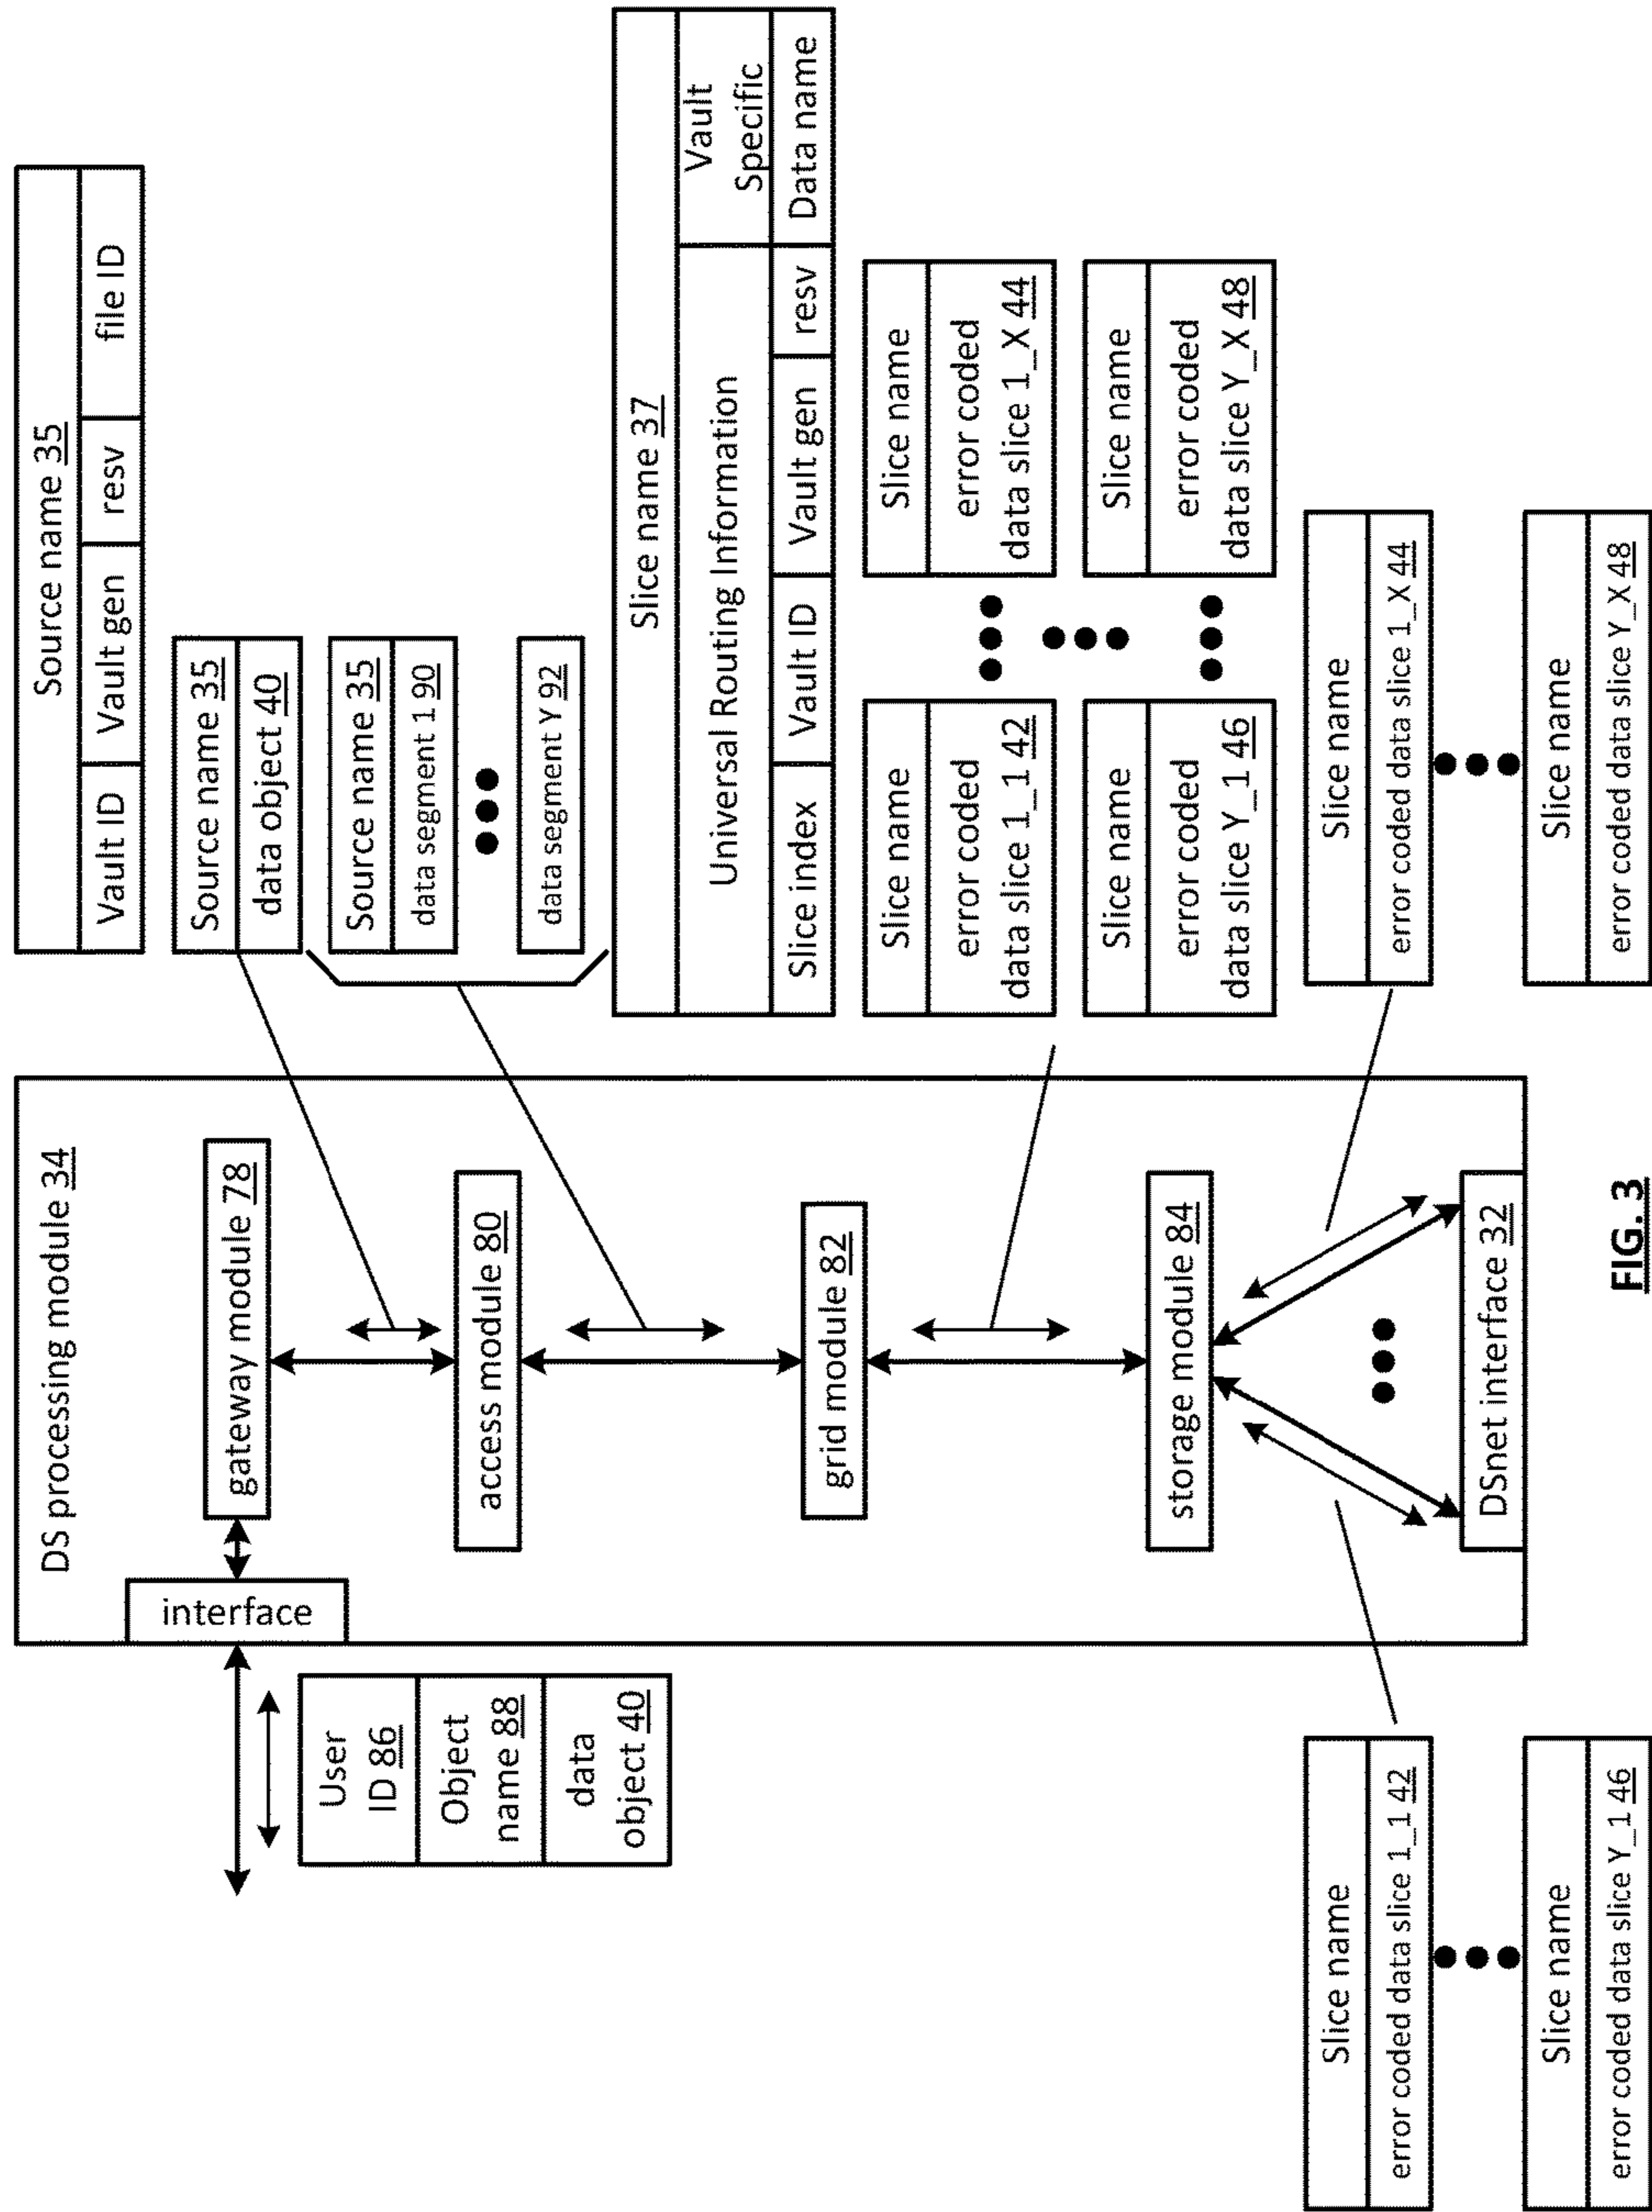 DS processing module 34
interface
gateway module 78
access module 80
grid module 82
storage module 84
DSnet interface 32
User
ID 86
Object
name 88
data
object 40
Source name 35
Vault ID
Vault gen
resv
file ID
Source name 35
data object 40
Source name 35
data segment 1 90
data segment Y 92
Slice name 37
Universal Routing Information
Vault
Specific
Slice index
Vault ID
Vault gen
resv
Data name
Slice name
error coded
data slice 1_1 42
Slice name
error coded
data slice 1_X 44
Slice name
error coded
data slice Y_1 46
Slice name
error coded
data slice Y_X 48
Slice name
error coded data slice 1_1 42
Slice name
error coded data slice Y_1 46
Slice name
error coded data slice 1_X 44
Slice name
error coded data slice Y_X 48
FIG. 3